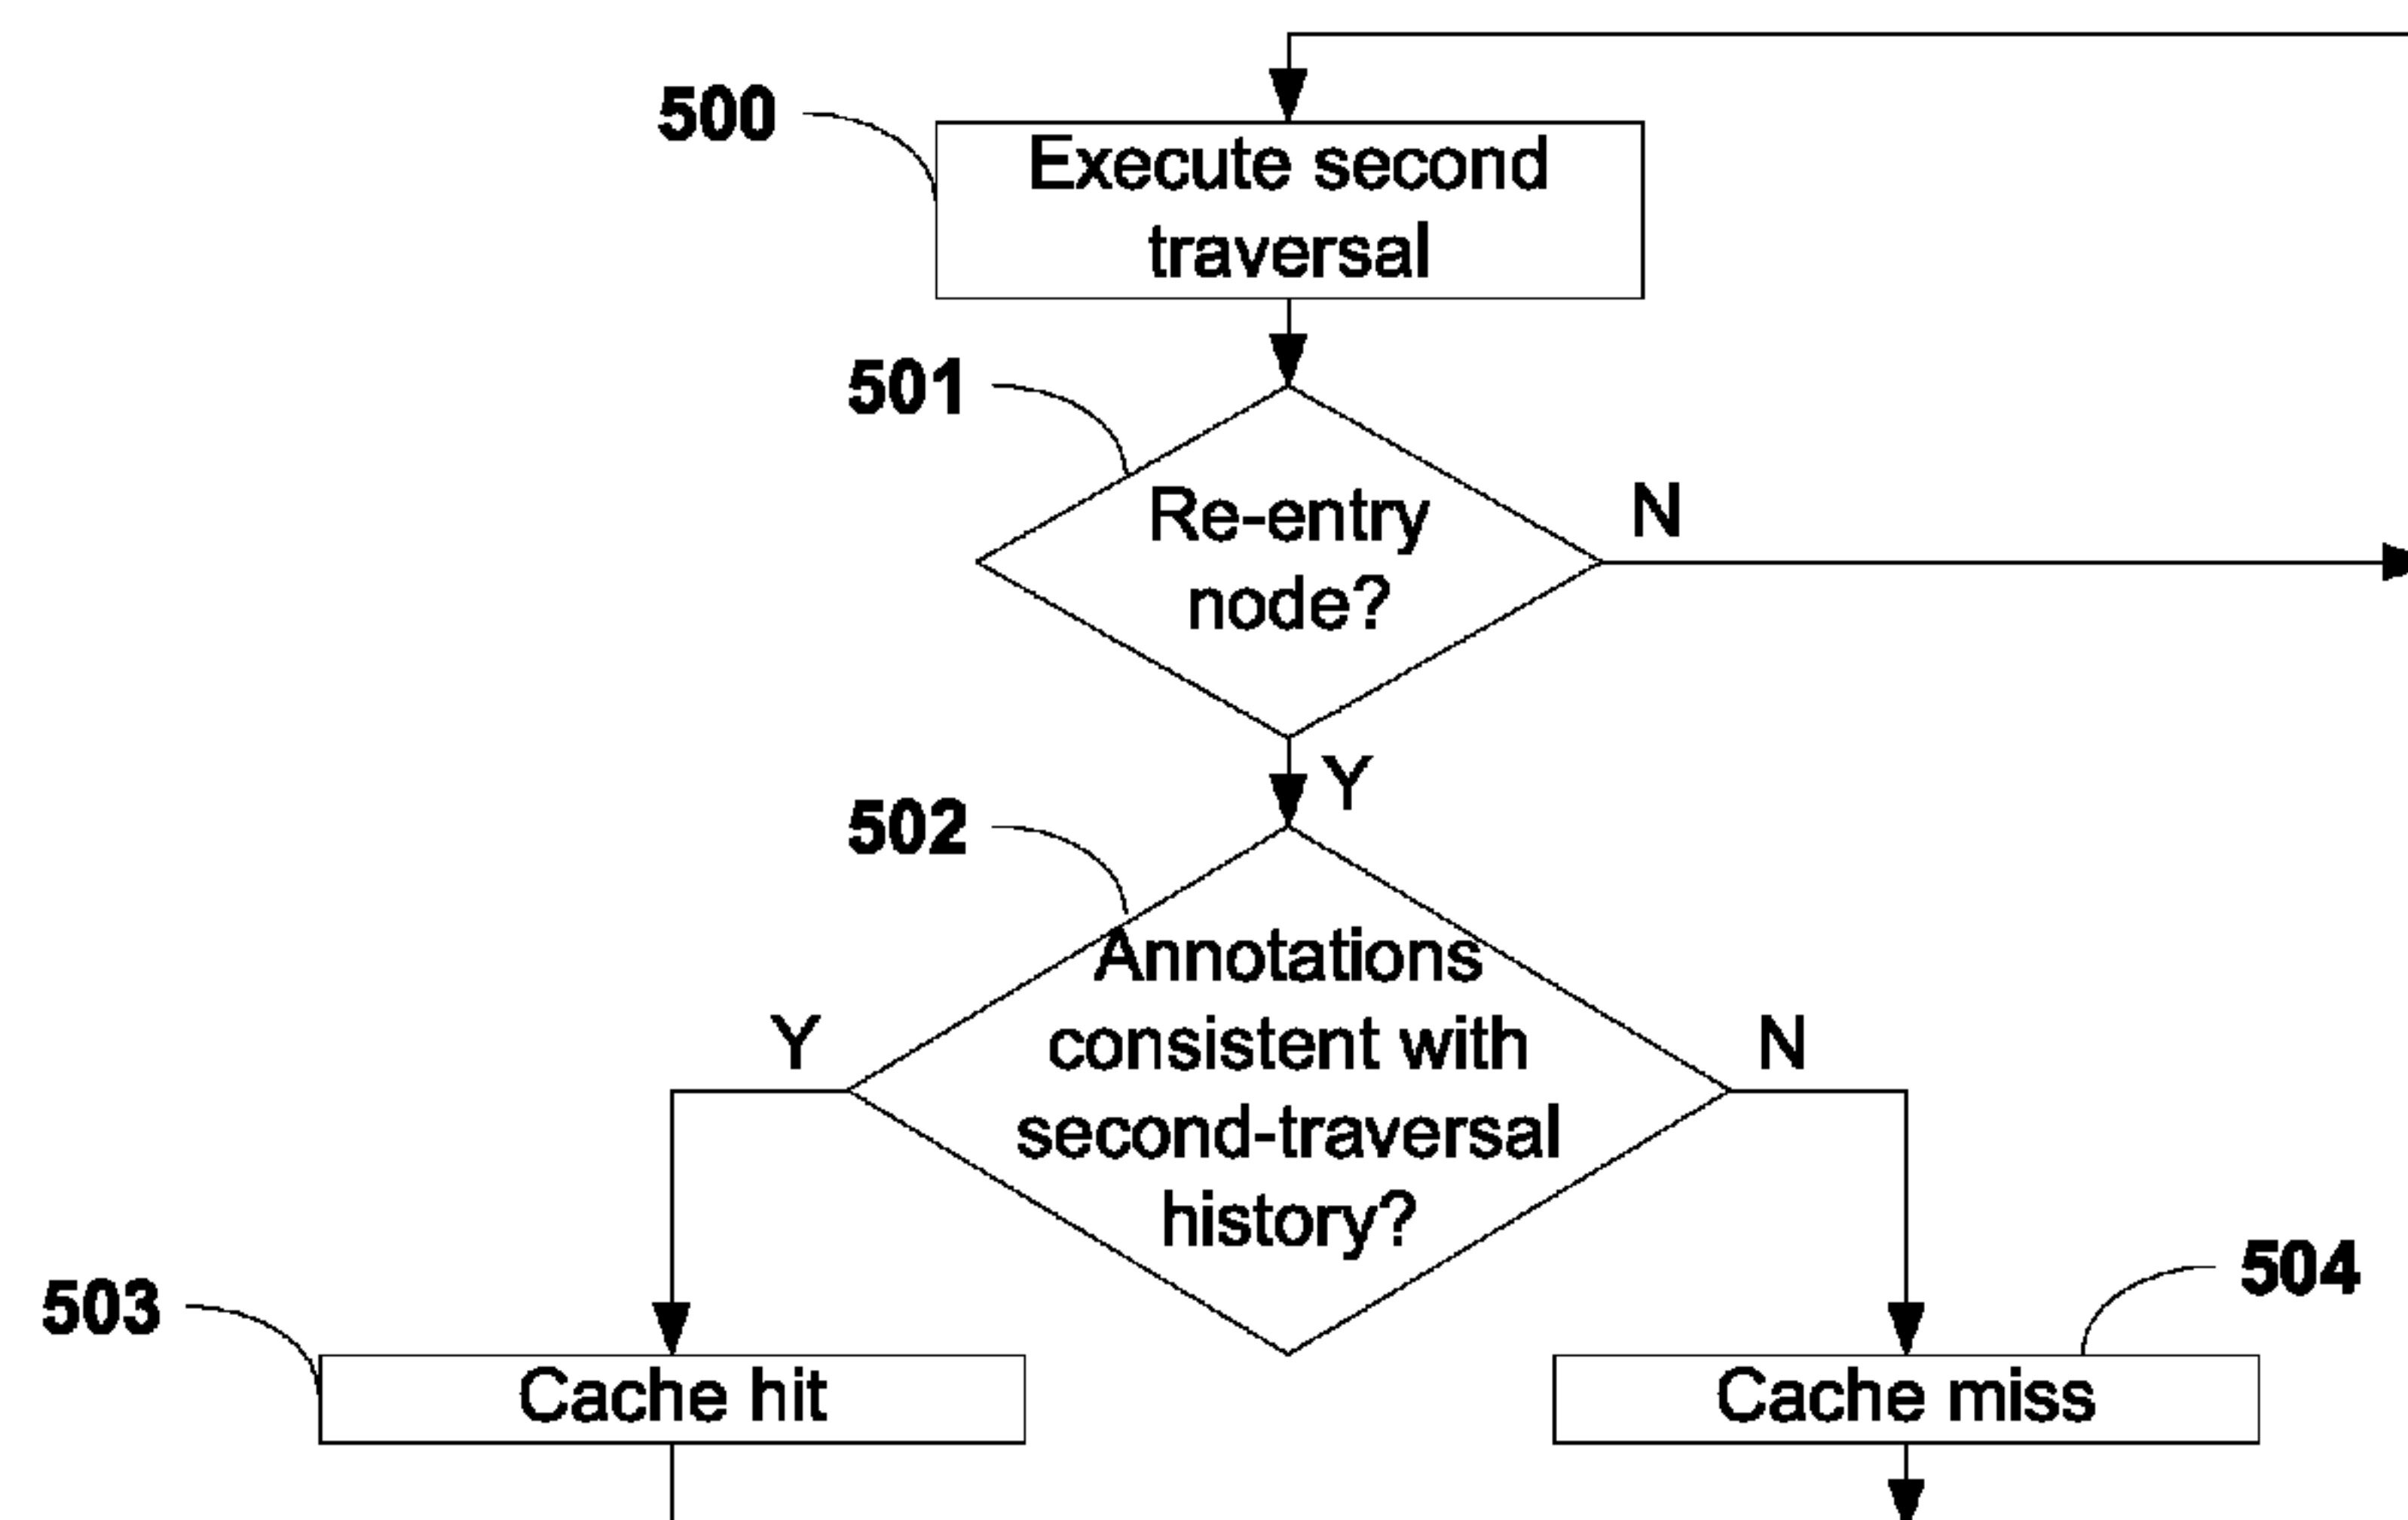 500
Execute second
traversal
501
Re-entry
node?
N
Y
502
Annotations
consistent with
second-traversal
history?
Y
N
503
504
Cache hit
Cache miss